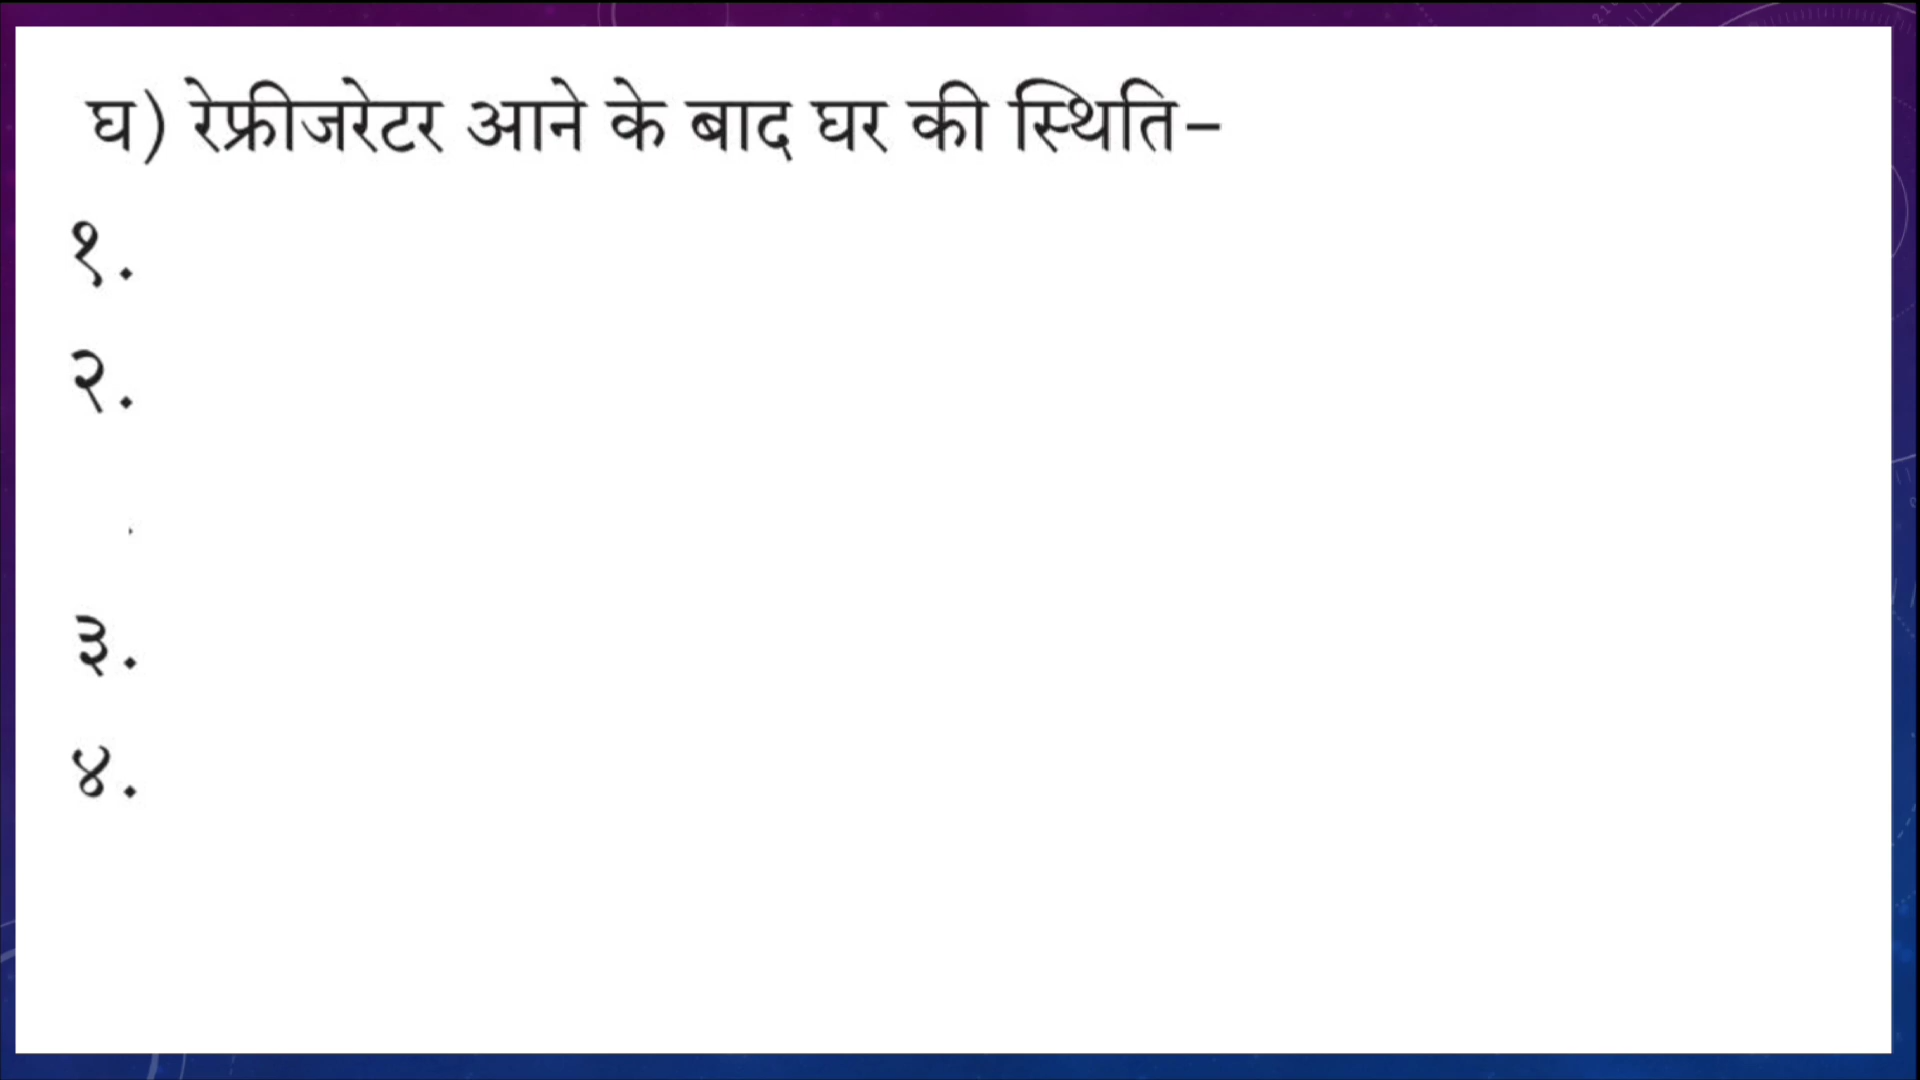 घ) रेफ्रीजरेटर आने के बाद घर की स्थिति–
१.
२.
३.
४.